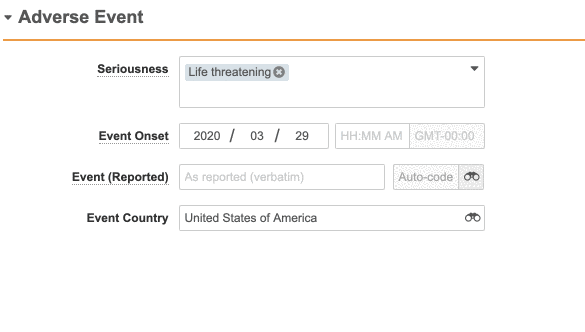 Adverse Event
Seriousness Life threatening
Event Onset 2020 / 03 / 29 HH:MM AM GMT-00:00
Event (Reported) As reported (verbatim) Auto-code
Event Country United States of America